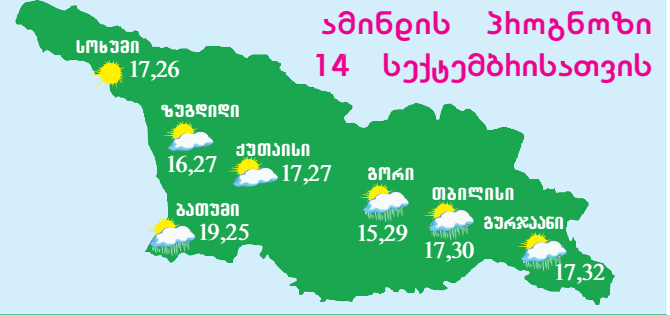 ამინდის პროგნოზი
14 სექტემბრისათვის
სოხუმი
17,26
ზუგდიდი
16,27
ქუთაისი
17,27
ბათუმი
19,25
გორი
15,29
თბილისი
17,30
გურჯაანი
17,32